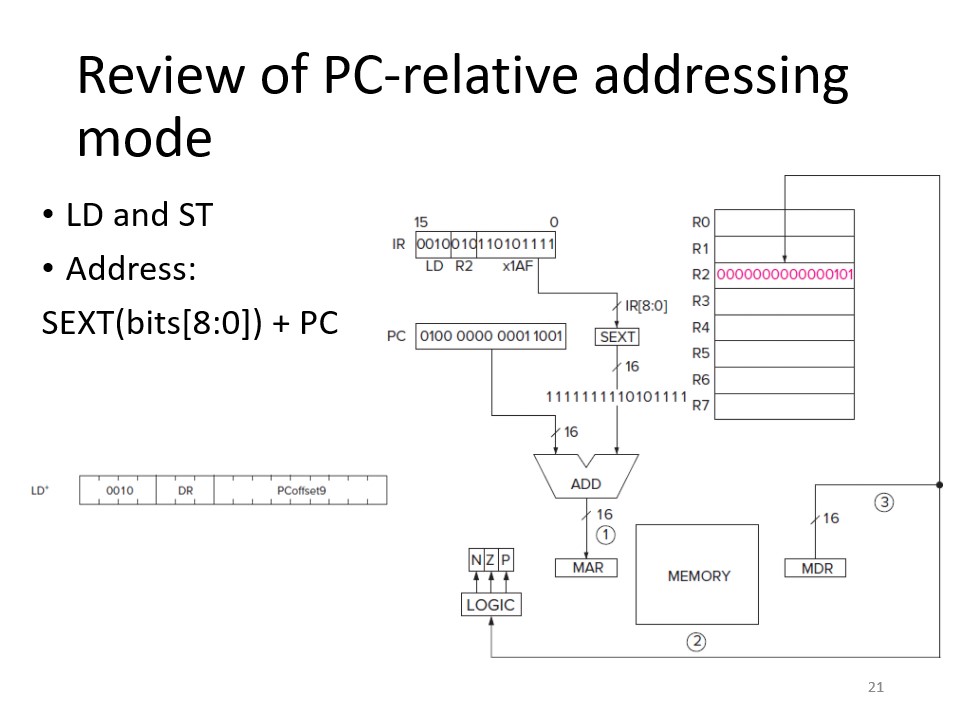 Review of PC-relative addressing
mode
• LD and ST
• Address:
SEXT(bits[8:0]) + PC
15 0
IR 0010 010 110101111
LD R2 x1AF
IR[8:0]
PC 0100 0000 0001 1001
SEXT
16
1111111110101111
16
ADD
16
1
MAR
MEMORY
2
MDR
16
3
N Z P
LOGIC
R0
R1
R2 0000000000000101
R3
R4
R5
R6
R7
LD+ 0010 DR PCoffset9
21